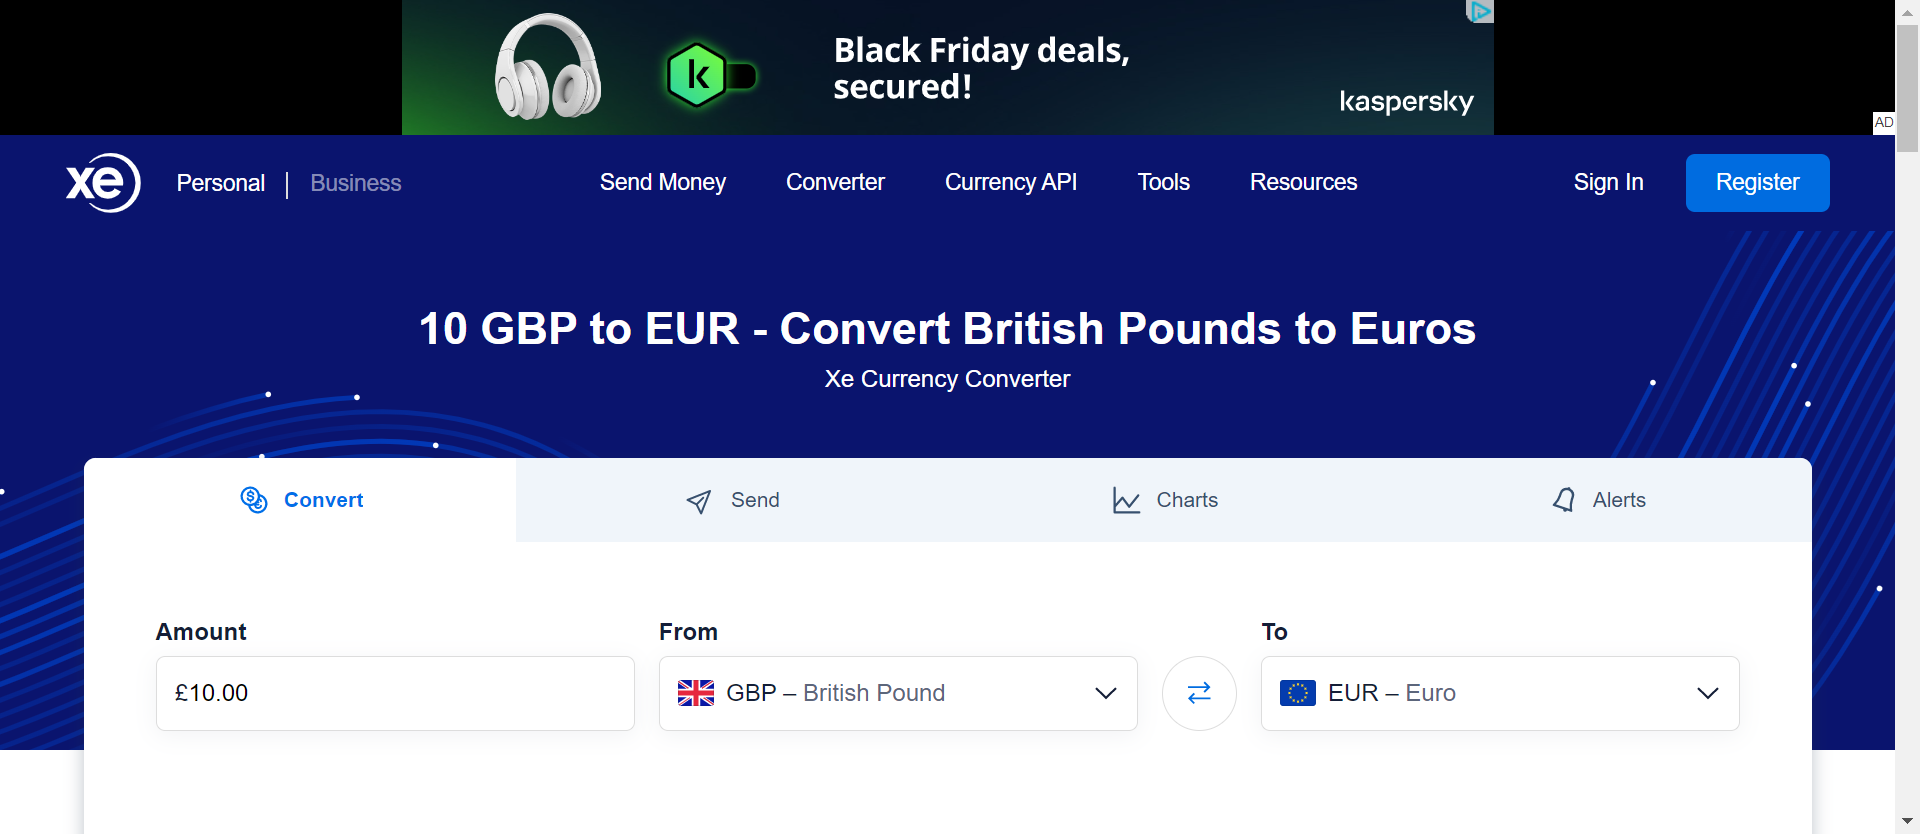 Black Friday deals,
secured!
kaspersky
AD
xe
Personal | Business
Send Money
Converter
Currency API
Tools
Resources
Sign In
Register
10 GBP to EUR - Convert British Pounds to Euros
Xe Currency Converter
Convert
Send
Charts
Alerts
Amount
From
To
£10.00
GBP – British Pound
EUR – Euro